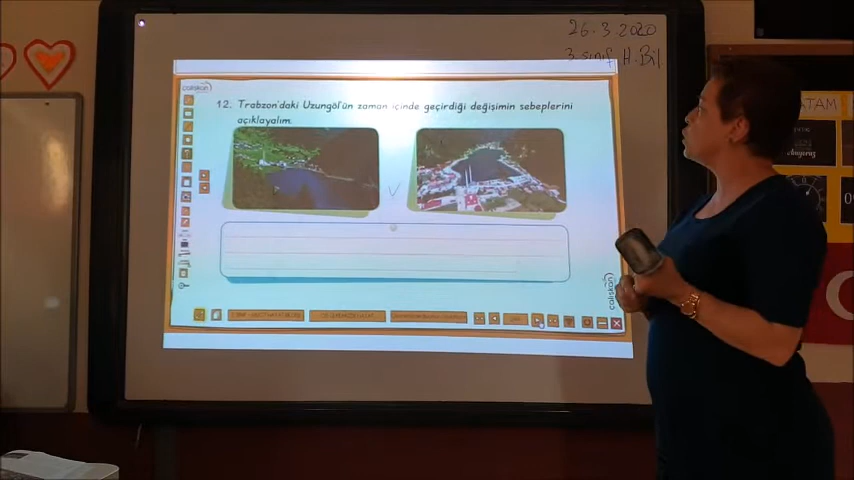 26.3.2020
3. sınıf H.Bil
çalışkan
12. Trabzon'daki Uzungöl'ün zaman içinde geçirdiği değişimin sebeplerini
açıklayalım.
çalışkan
ATAM